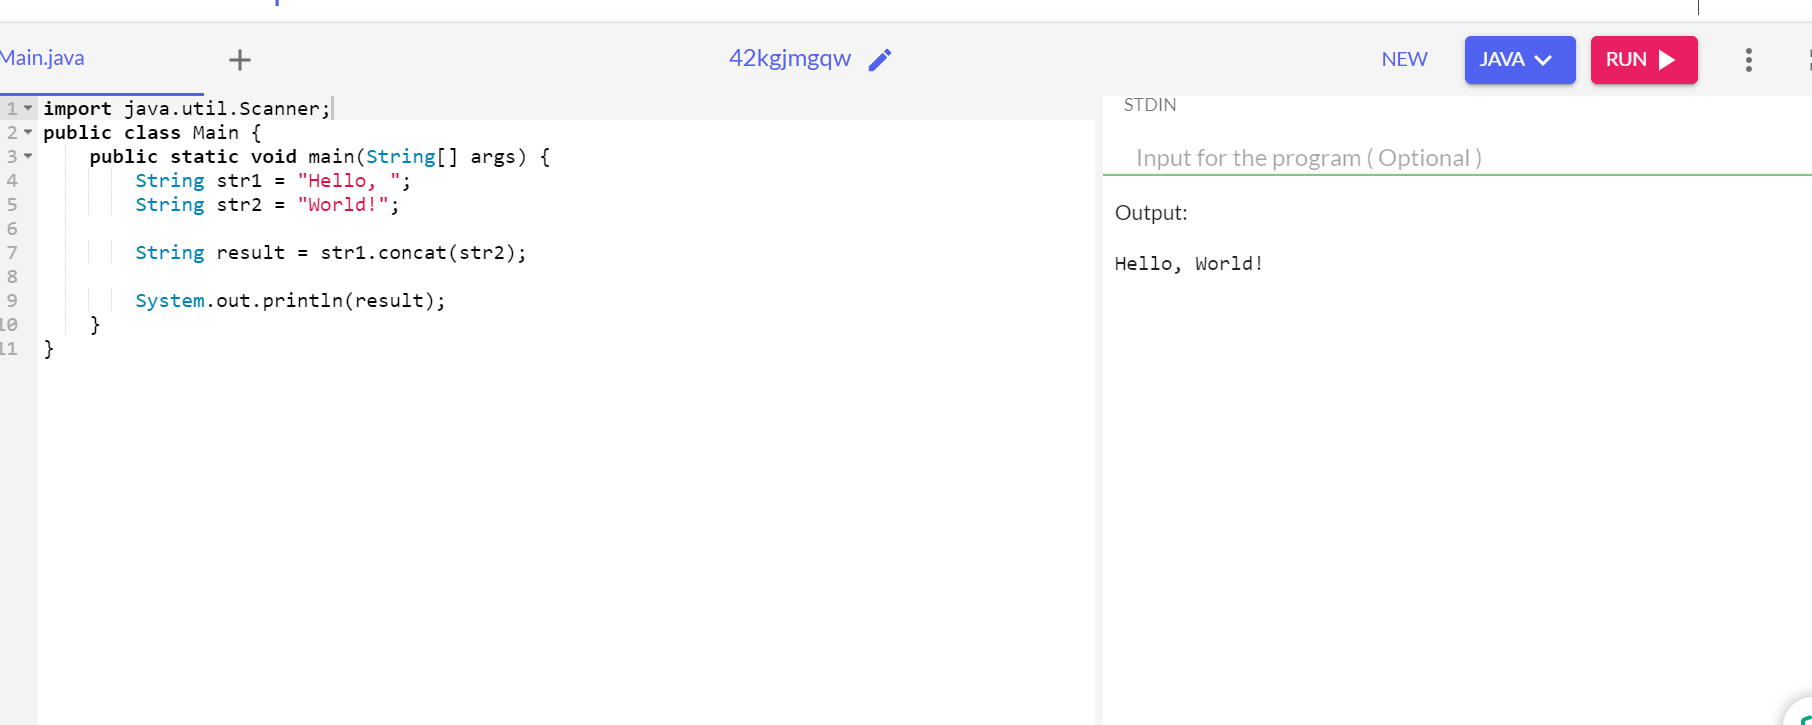 Main.java
42kgjmgqw
NEW
JAVA
RUN
1 import java.util.Scanner;
2 public class Main {
3     public static void main(String[] args) {
4         String str1 = "Hello, ";
5         String str2 = "World!";
6
7         String result = str1.concat(str2);
8
9         System.out.println(result);
10     }
11 }
STDIN
Input for the program ( Optional )
Output:
Hello, World!